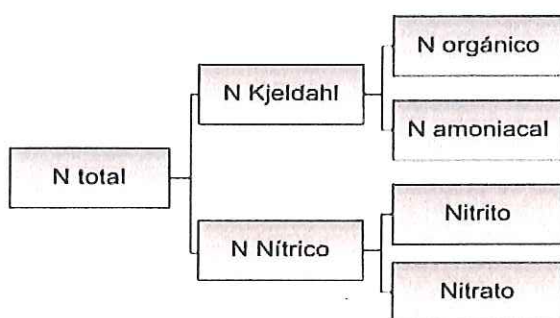 N total
N Kjeldahl
N orgánico
N amoniacal
N Nítrico
Nitrito
Nitrato